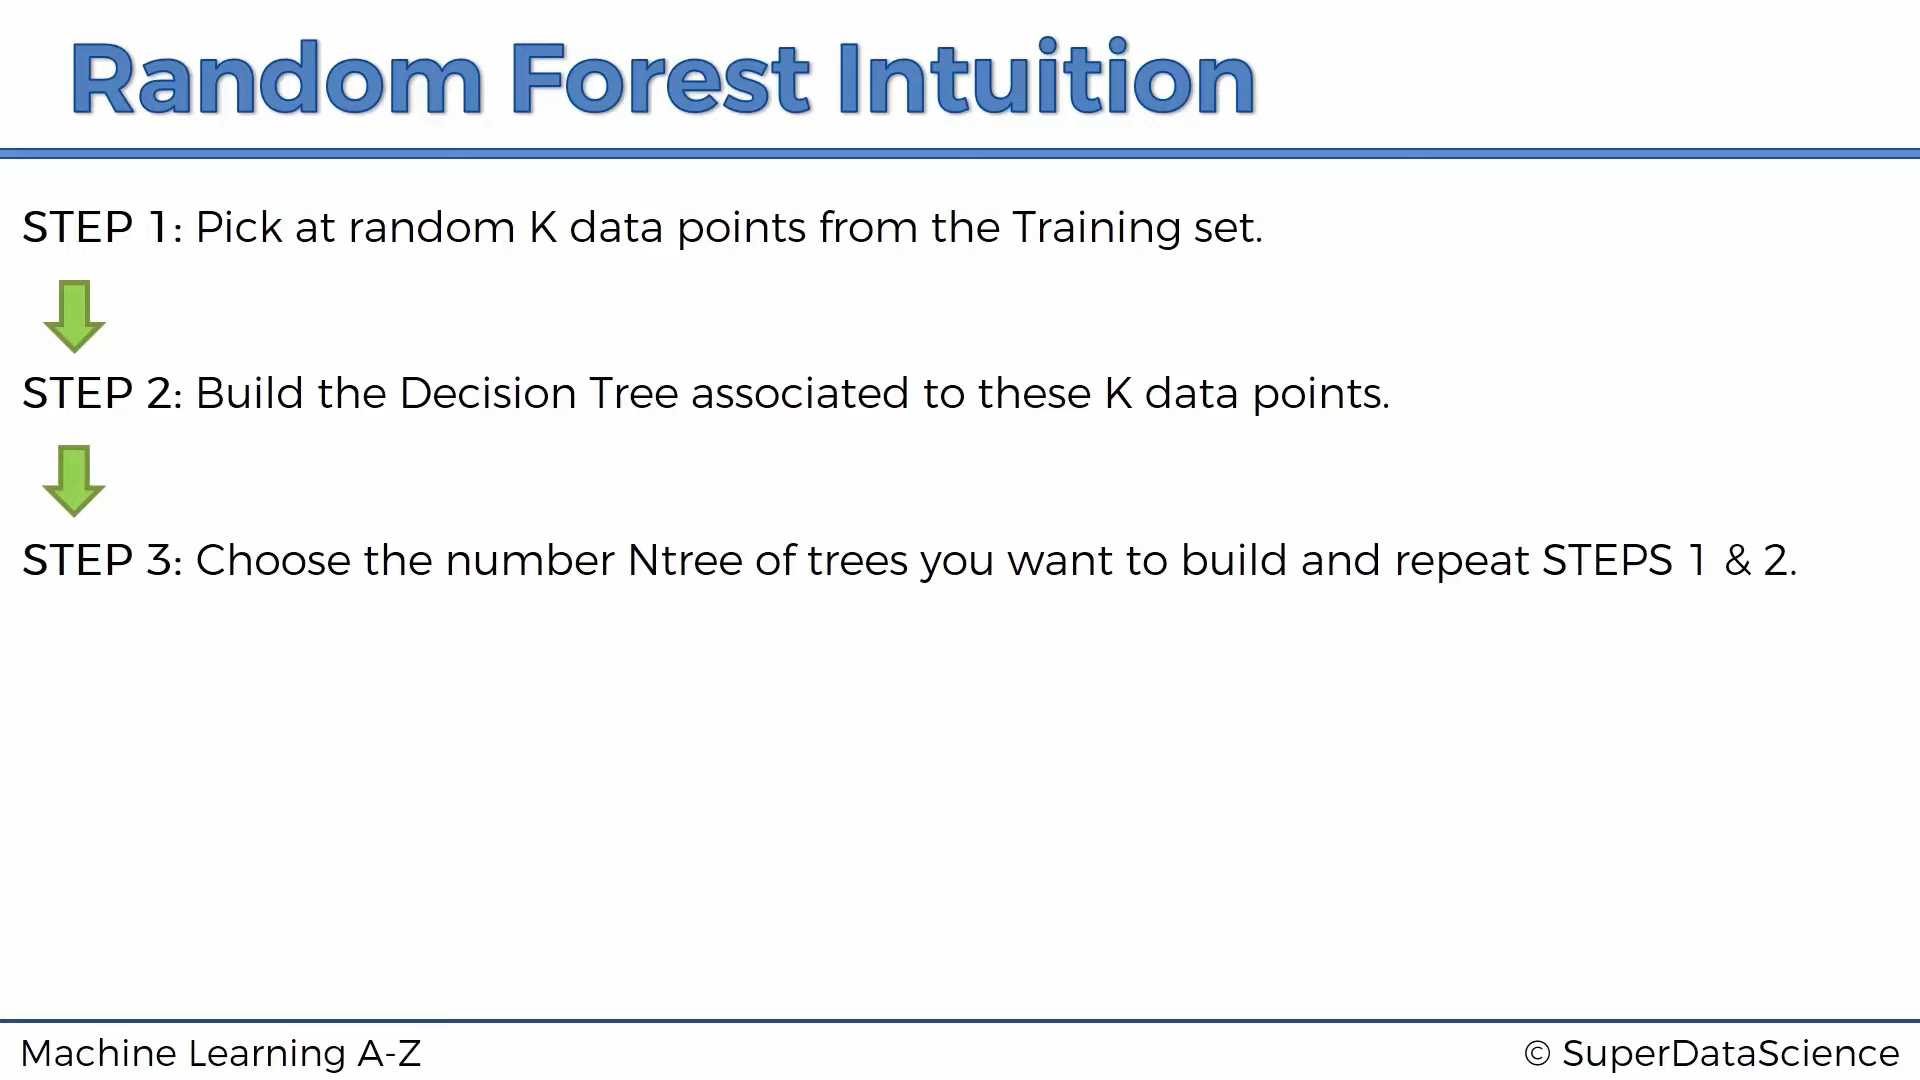 Random Forest Intuition
STEP 1: Pick at random K data points from the Training set.
STEP 2: Build the Decision Tree associated to these K data points.
STEP 3: Choose the number Ntree of trees you want to build and repeat STEPS 1 & 2.
Machine Learning A-Z
© SuperDataScience